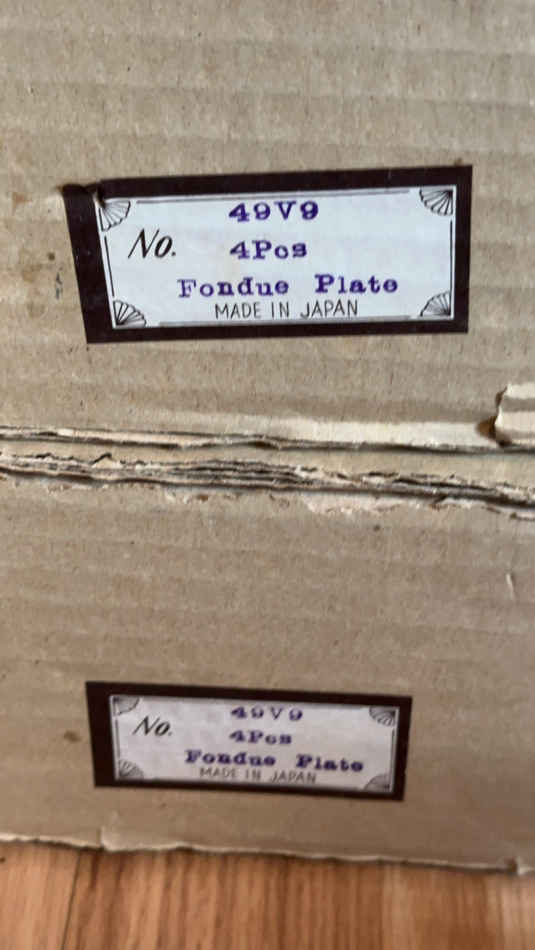 49V9
No. 4Pcs
Fondue Plate
MADE IN JAPAN
49V9
No. 4Pcs
Fondue Plate
MADE IN JAPAN